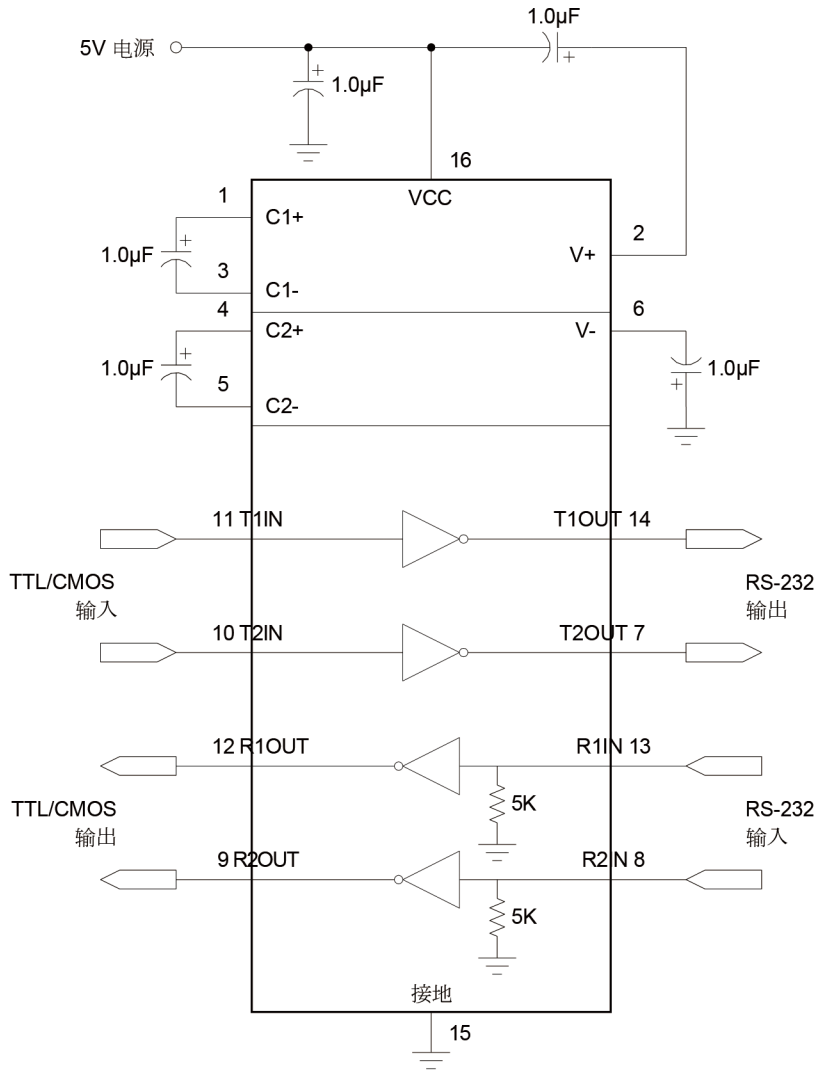 1.0µF
5V 电源
+
+
1.0µF
16
VCC
1
C1+
+
1.0µF
2
V+
3
C1-
4
C2+
6
V-
+
1.0µF
1.0µF
+
5
C2-
11 T1IN
T1OUT 14
TTL/CMOS
输入
RS-232
输出
10 T2IN
T2OUT 7
12 R1OUT
R1IN 13
5K
TTL/CMOS
输出
RS-232
输入
9 R2OUT
R2IN 8
5K
接地
15